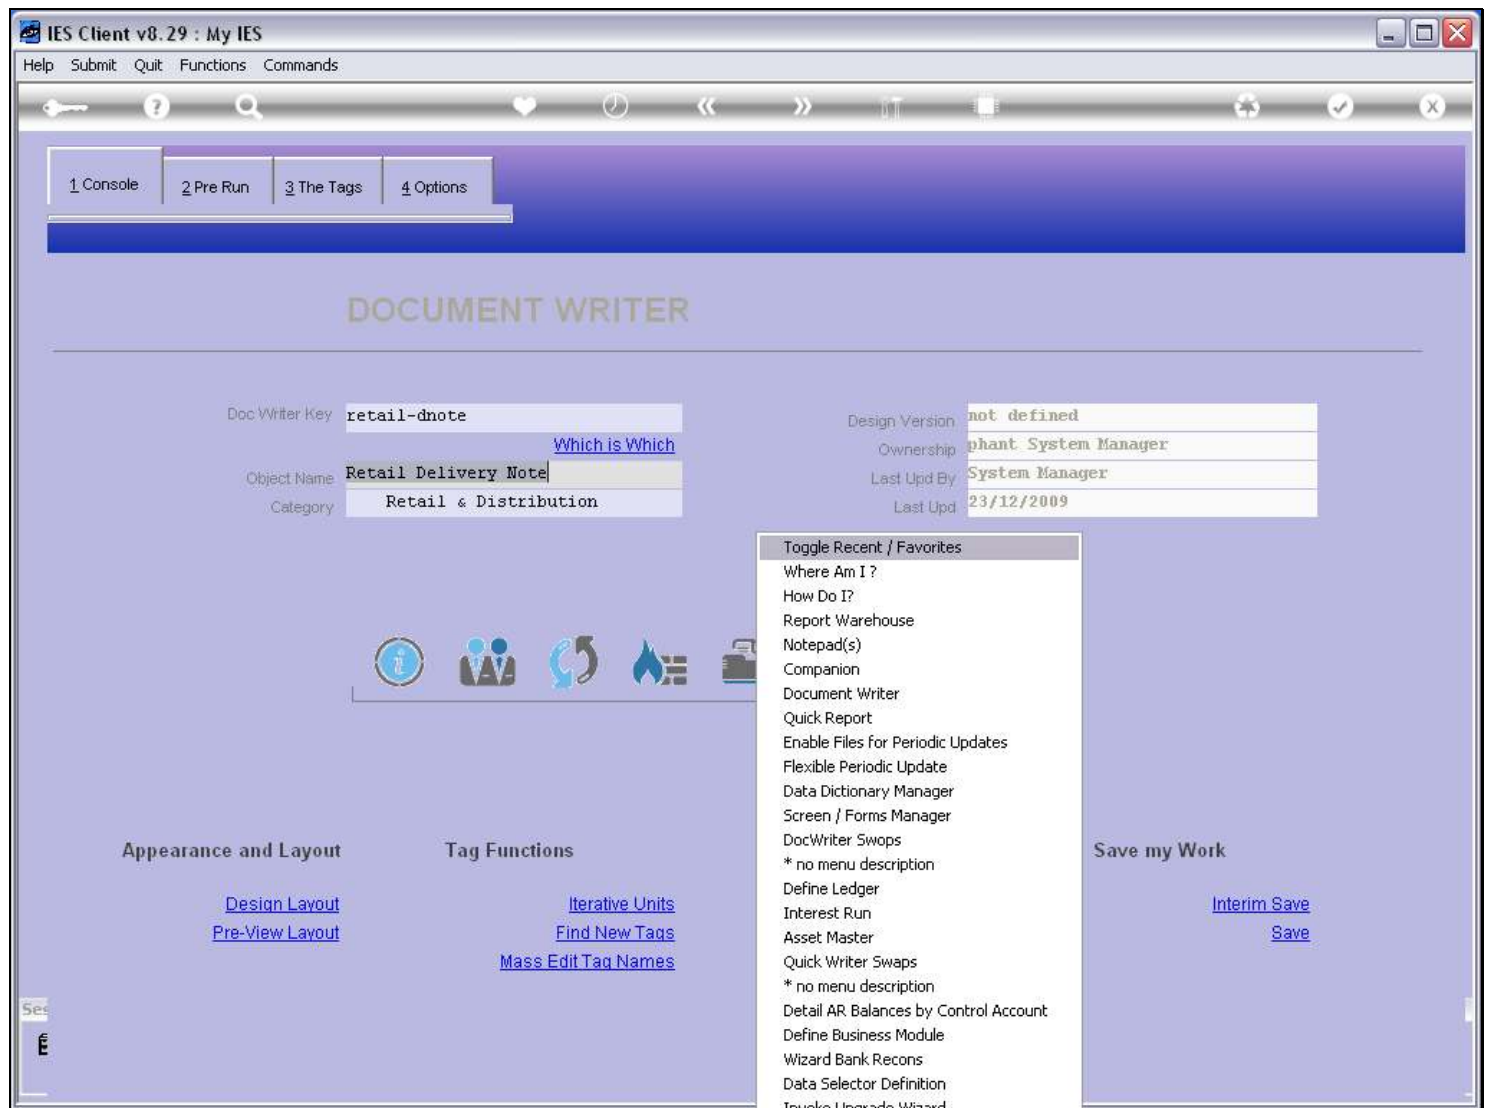 IES Client v8.29 : My IES
Help Submit Quit Functions Commands
1 Console
2 Pre Run
3 The Tags
4 Options
DOCUMENT WRITER
Doc Writer Key retail-dnote
Which is Which
Object Name Retail Delivery Note
Category Retail & Distribution
Design Version not defined
Ownership phant System Manager
Last Upd By System Manager
Last Upd 23/12/2009
Toggle Recent / Favorites
Where Am I ?
How Do I?
Report Warehouse
Notepad(s)
Companion
Document Writer
Quick Report
Enable Files for Periodic Updates
Flexible Periodic Update
Data Dictionary Manager
Screen / Forms Manager
DocWriter Swops
* no menu description
Define Ledger
Interest Run
Asset Master
Quick Writer Swaps
* no menu description
Detail AR Balances by Control Account
Define Business Module
Wizard Bank Recons
Data Selector Definition
Invoke Upgrade Wizard
Appearance and Layout
Design Layout
Pre-View Layout
Tag Functions
Iterative Units
Find New Tags
Mass Edit Tag Names
Save my Work
Interim Save
Save
Ses